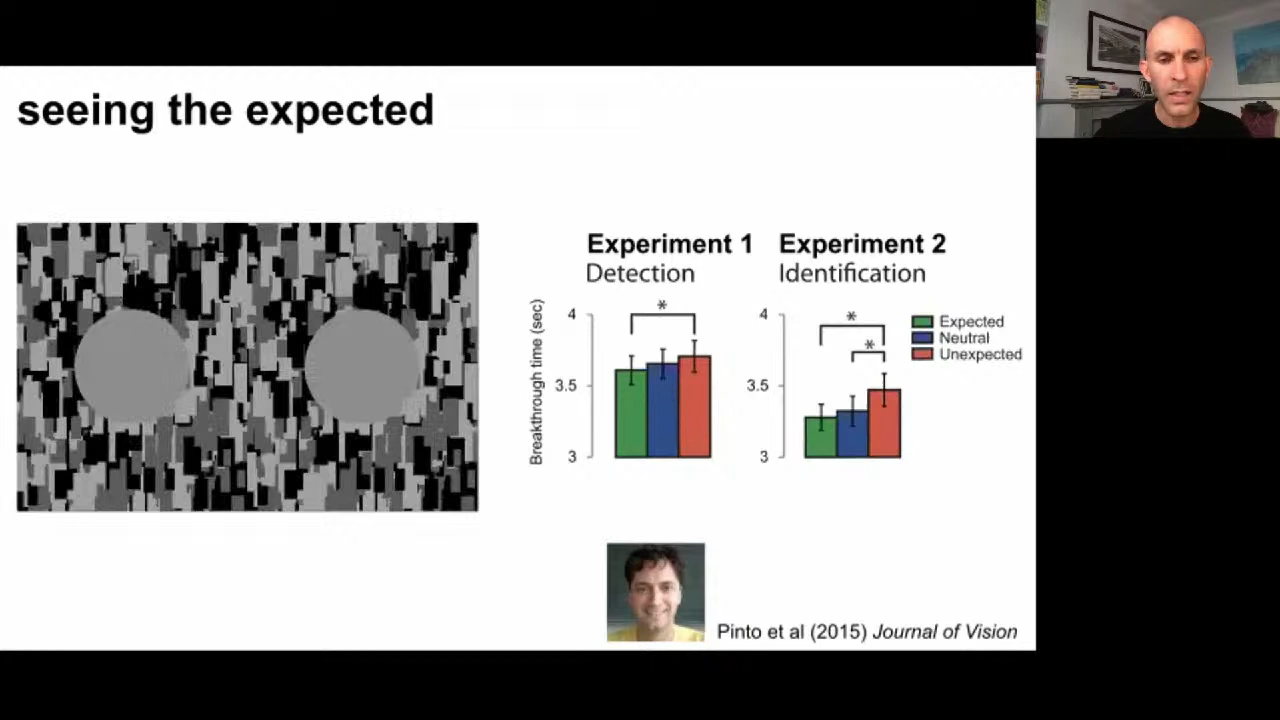 seeing the expected
Experiment 1
Detection
Experiment 2
Identification
Breakthrough time (sec)
4
3.5
3
*
4
3.5
3
*
*
Expected
Neutral
Unexpected
Pinto et al (2015) Journal of Vision